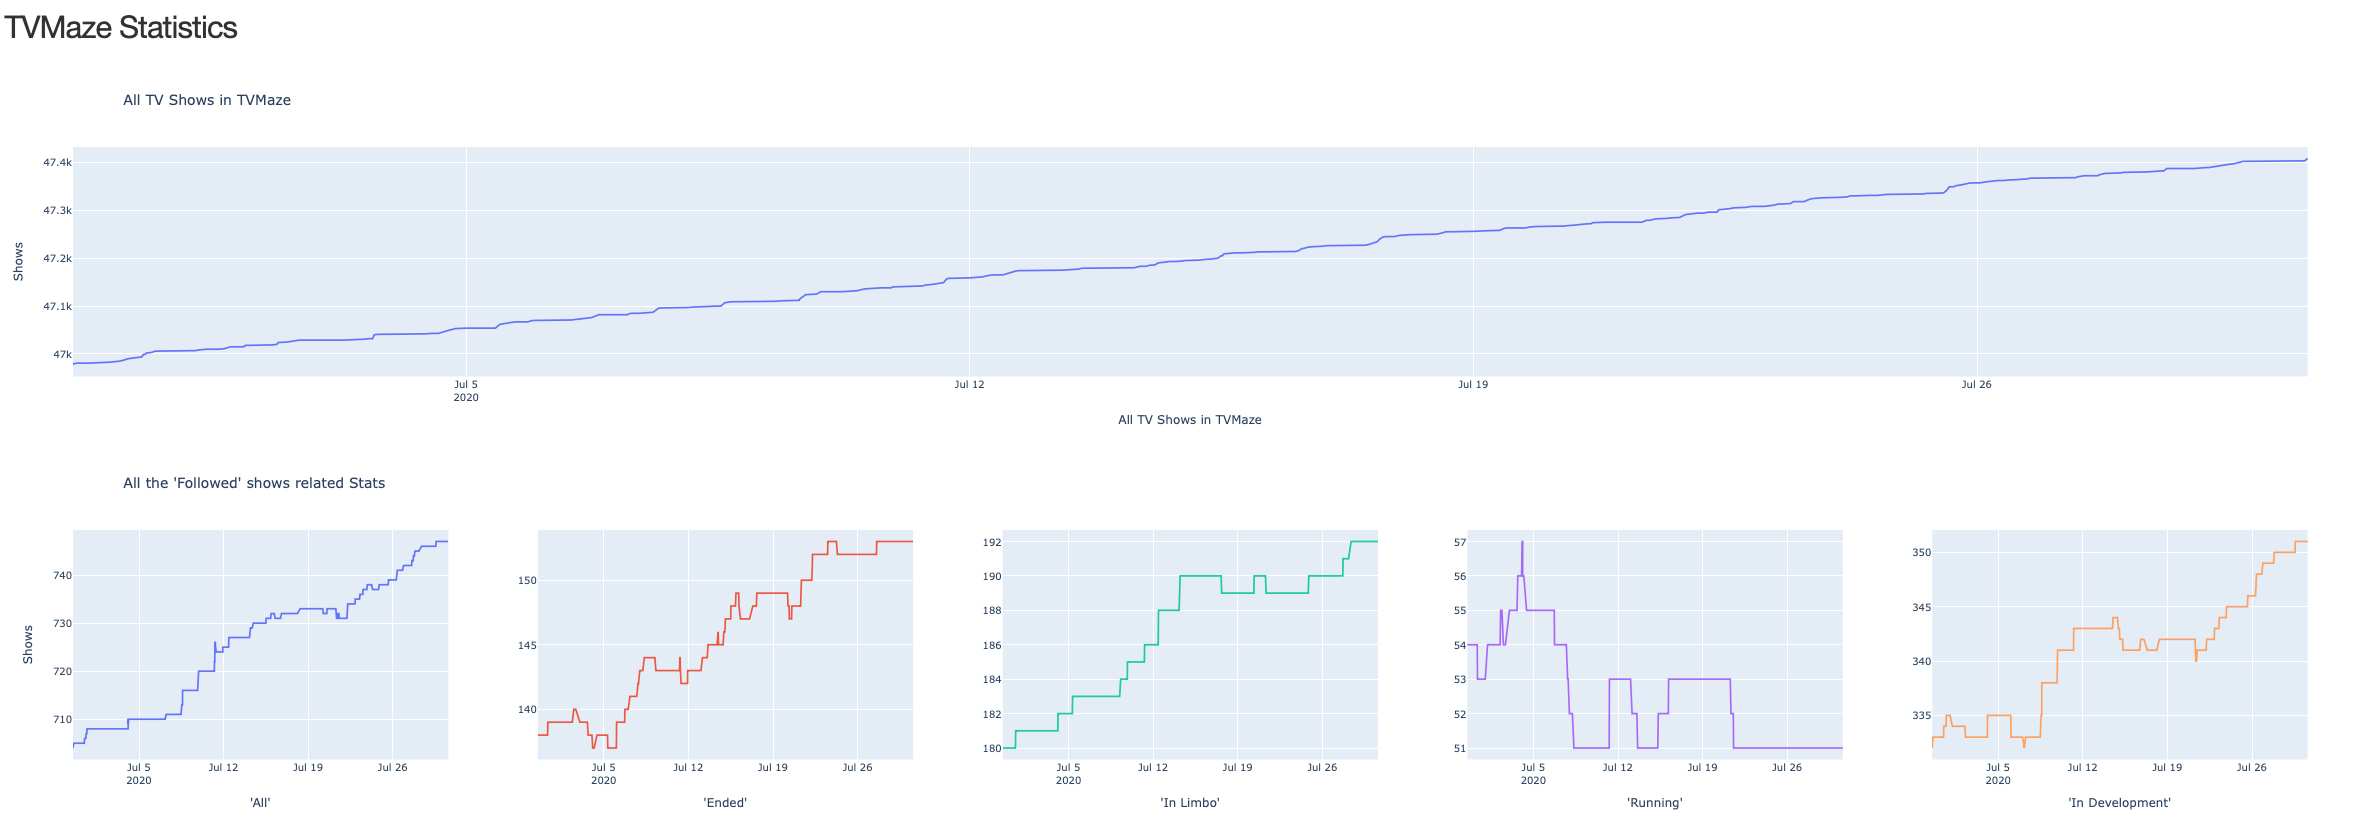 TVMaze Statistics
All TV Shows in TVMaze
Shows
47.4k
47.3k
47.2k
47.1k
47k
Jul 5
2020
Jul 12
Jul 19
Jul 26
All TV Shows in TVMaze
All the 'Followed' shows related Stats
Shows
740
730
720
710
Jul 5
2020
Jul 12
Jul 19
Jul 26
'All'
150
145
140
Jul 5
2020
Jul 12
Jul 19
Jul 26
'Ended'
192
190
188
186
184
182
180
Jul 5
2020
Jul 12
Jul 19
Jul 26
'In Limbo'
57
56
55
54
53
52
51
Jul 5
2020
Jul 12
Jul 19
Jul 26
'Running'
350
345
340
335
Jul 5
2020
Jul 12
Jul 19
Jul 26
'In Development'